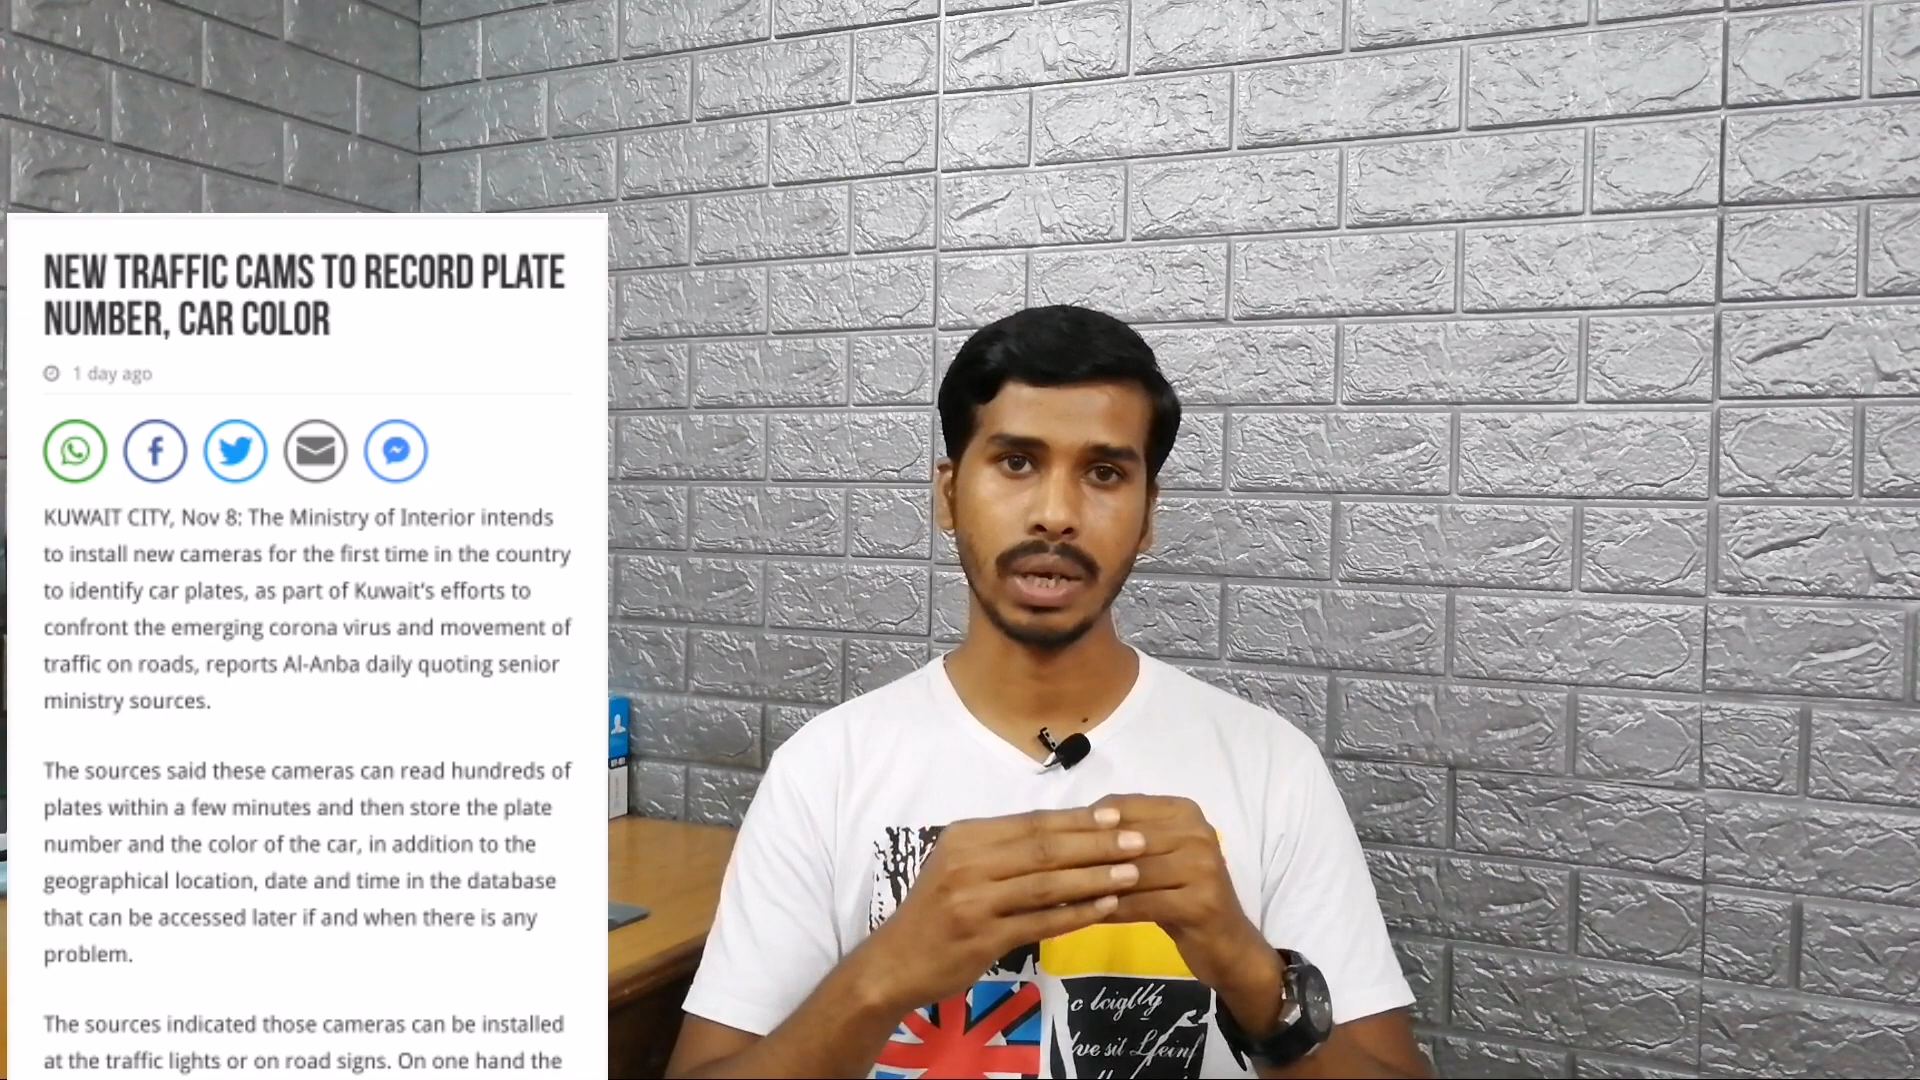 NEW TRAFFIC CAMS TO RECORD PLATE
NUMBER, CAR COLOR
1 day ago
KUWAIT CITY, Nov 8: The Ministry of Interior intends
to install new cameras for the first time in the country
to identify car plates, as part of Kuwait's efforts to
confront the emerging corona virus and movement of
traffic on roads, reports Al-Anba daily quoting senior
ministry sources.
The sources said these cameras can read hundreds of
plates within a few minutes and then store the plate
number and the color of the car, in addition to the
geographical location, date and time in the database
that can be accessed later if and when there is any
problem.
The sources indicated those cameras can be installed
at the traffic lights or on road signs. On one hand the